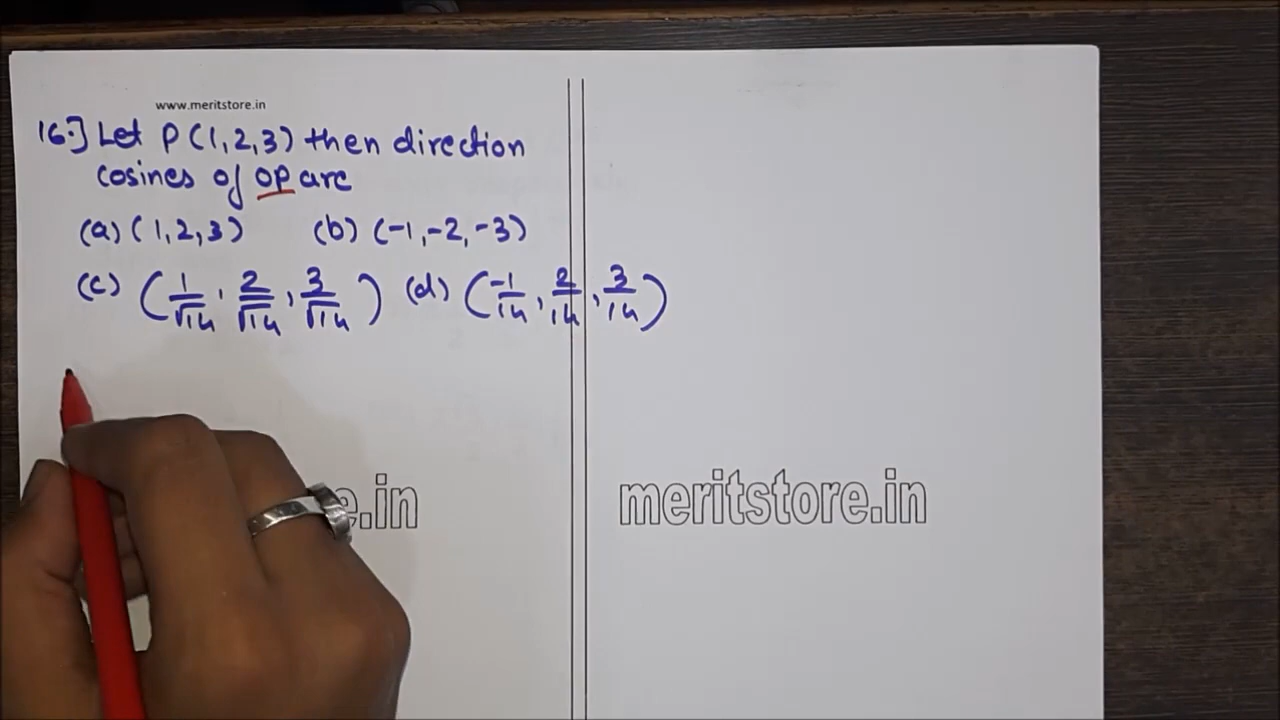 www.meritstore.in
16.] Let P(1,2,3) then direction
cosines of OP are
(a) (1,2,3) (b) (-1,-2,-3)
(c) (1/√14, 2/√14, 3/√14) (d) (-1/14, 2/14, 3/14)
e.in meritstore.in